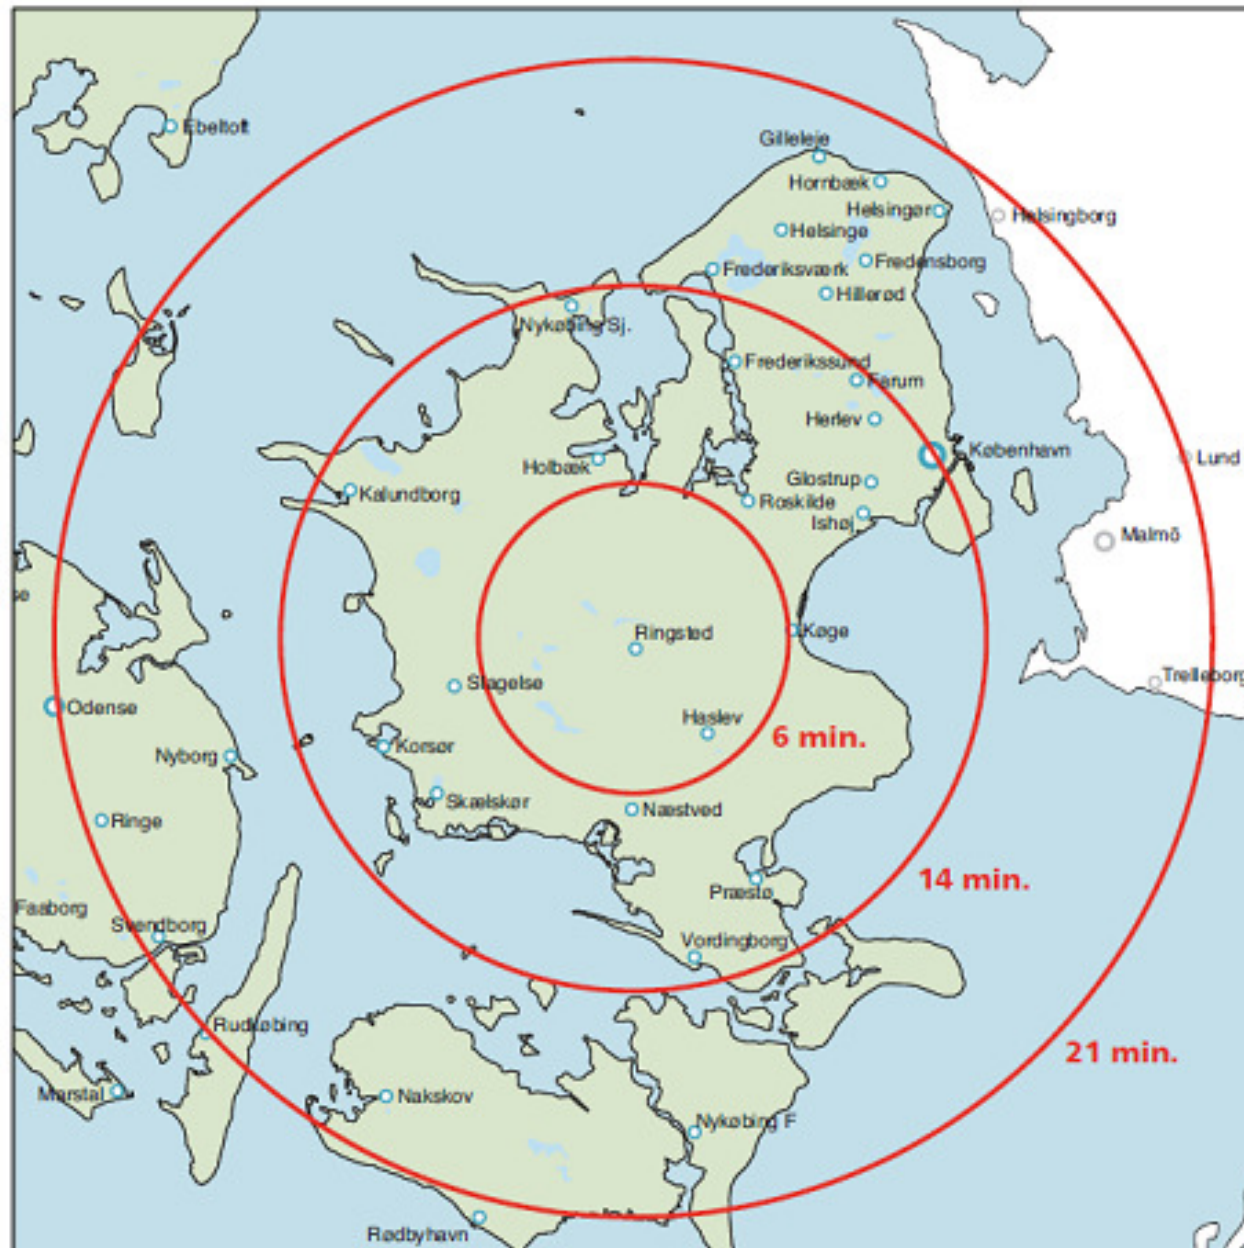 Ebeltoft
Gilleleje
Hornbæk
Helsingør
Helsingborg
Helsinge
Fredensborg
Frederiksværk
Hillerød
Nykøbing Sj.
Frederikssund
Farum
Herlev
København
Lund
Holbæk
Glostrup
Kalundborg
Roskilde
Ishøj
Malmö
se
Ringsted
Køge
Trelleborg
Slagelse
Odense
Haslev
6 min.
Korsør
Nyborg
Skælskør
Næstved
Ringe
14 min.
Præstø
Faaborg
Svendborg
Vordingborg
Rudkøbing
21 min.
Marstal
Nakskov
Nykøbing F
Rødbyhavn